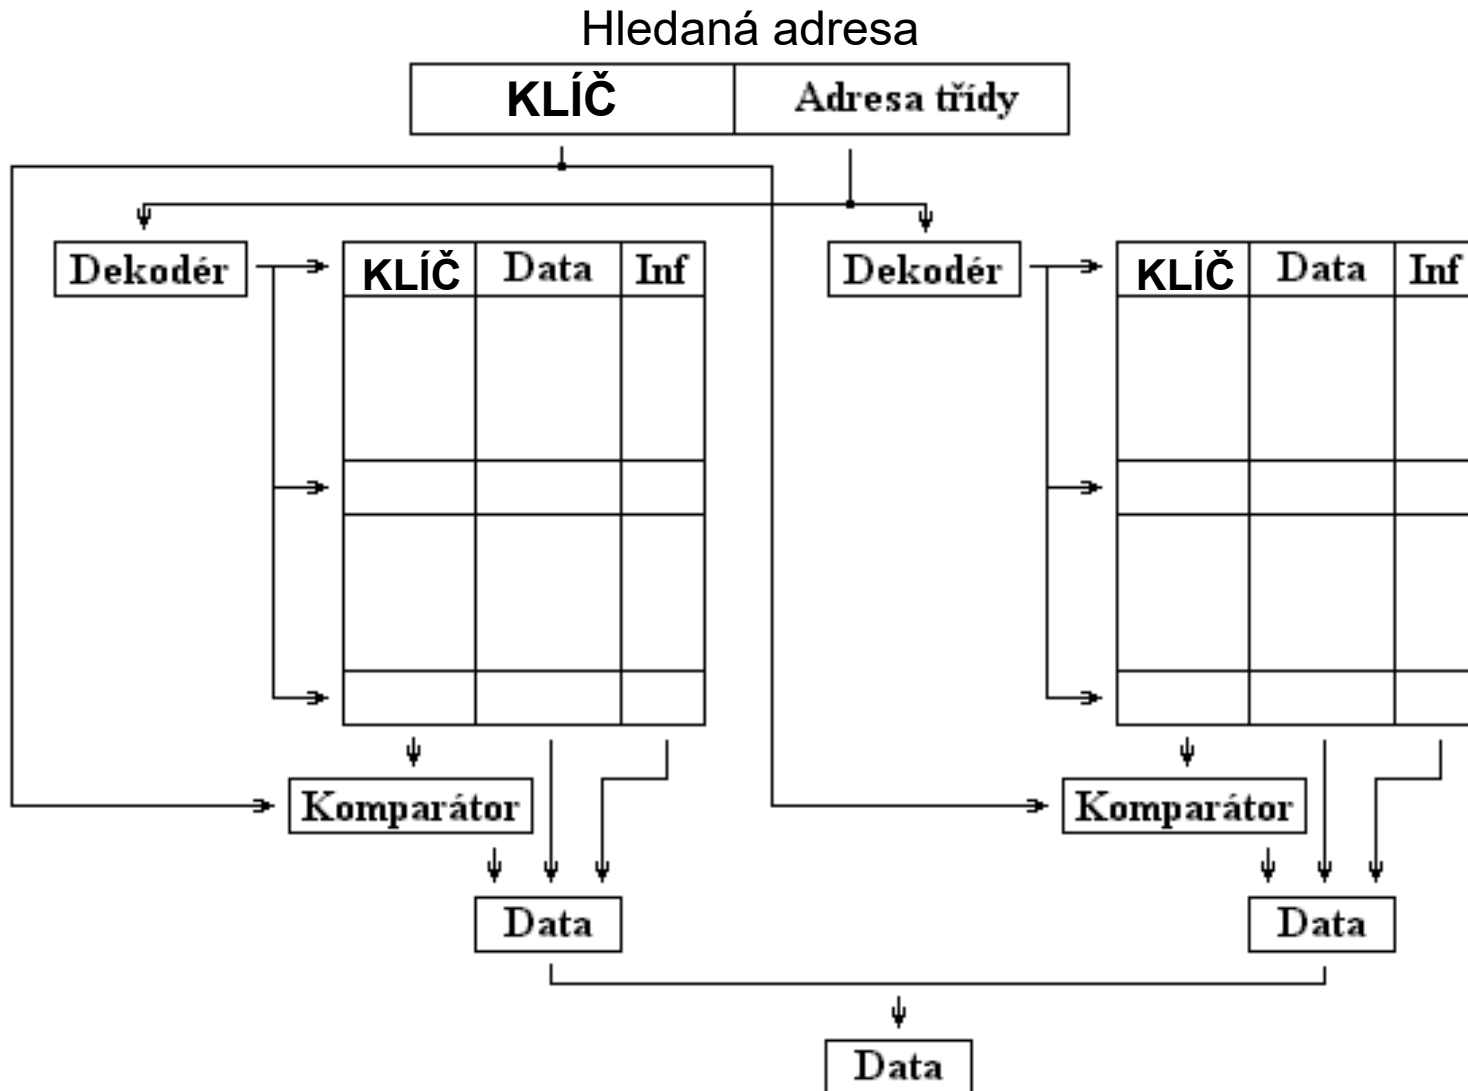 Hledaná adresa
KLÍČ Adresa třídy
Dekodér KLÍČ Data Inf Dekodér KLÍČ Data Inf
Komparátor Komparátor
Data Data
Data